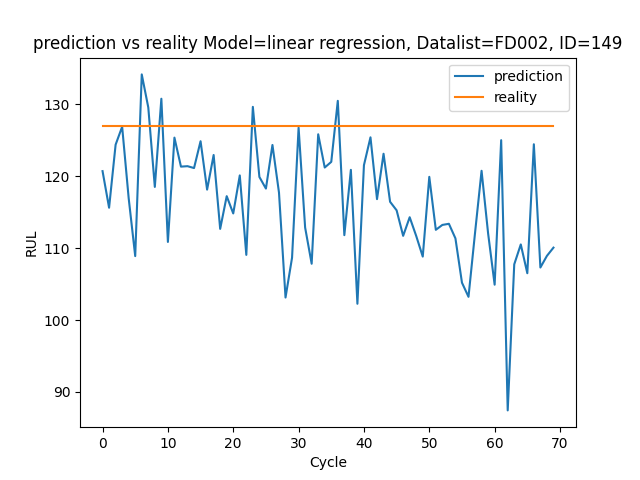 prediction vs reality Model=linear regression, Datalist=FD002, ID=149
prediction
reality
130
120
110
100
90
RUL
0 10 20 30 40 50 60 70
Cycle